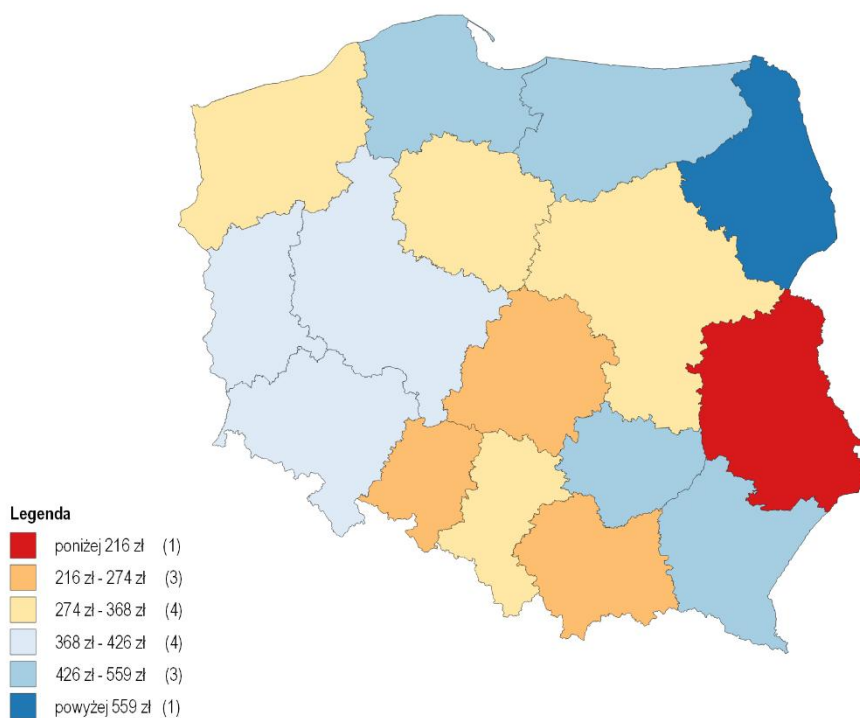 Legenda
poniżej 216 zł (1)
216 zł - 274 zł (3)
274 zł - 368 zł (4)
368 zł - 426 zł (4)
426 zł - 559 zł (3)
powyżej 559 zł (1)